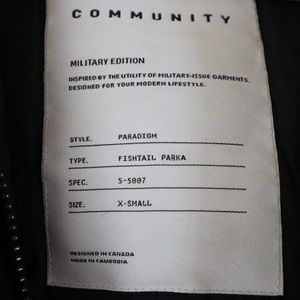 COMMUNITY
MILITARY EDITION
INSPIRED BY THE UTILITY OF MILITARY-ISSUE GARMENTS.
DESIGNED FOR YOUR MODERN LIFESTYLE.
STYLE. PARADIGM
TYPE. FISHTAIL PARKA
SPEC. 5-5007
SIZE. X-SMALL
DESIGNED IN CANADA
MADE IN CAMBODIA